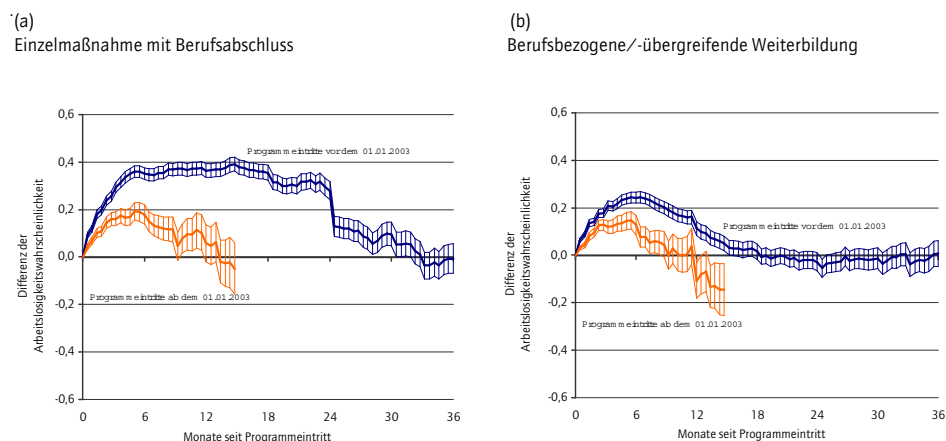 (a)
Einzelmaßnahme mit Berufsabschluss
Differenz der
Arbeitslosigkeitswahrscheinlichkeit
0,6
0,4
0,2
0,0
-0,2
-0,4
-0,6
Programmeintritte vor dem 01.01.2003
Programmeintritte ab dem 01.01.2003
0 6 12 18 24 30 36
Monate seit Programmeintritt
(b)
Berufsbezogene/-übergreifende Weiterbildung
Differenz der
Arbeitslosigkeitswahrscheinlichkeit
0,6
0,4
0,2
0,0
-0,2
-0,4
-0,6
Programmeintritte vor dem 01.01.2003
Programmeintritte ab dem 01.01.2003
0 6 12 18 24 30 36
Monate seit Programmeintritt